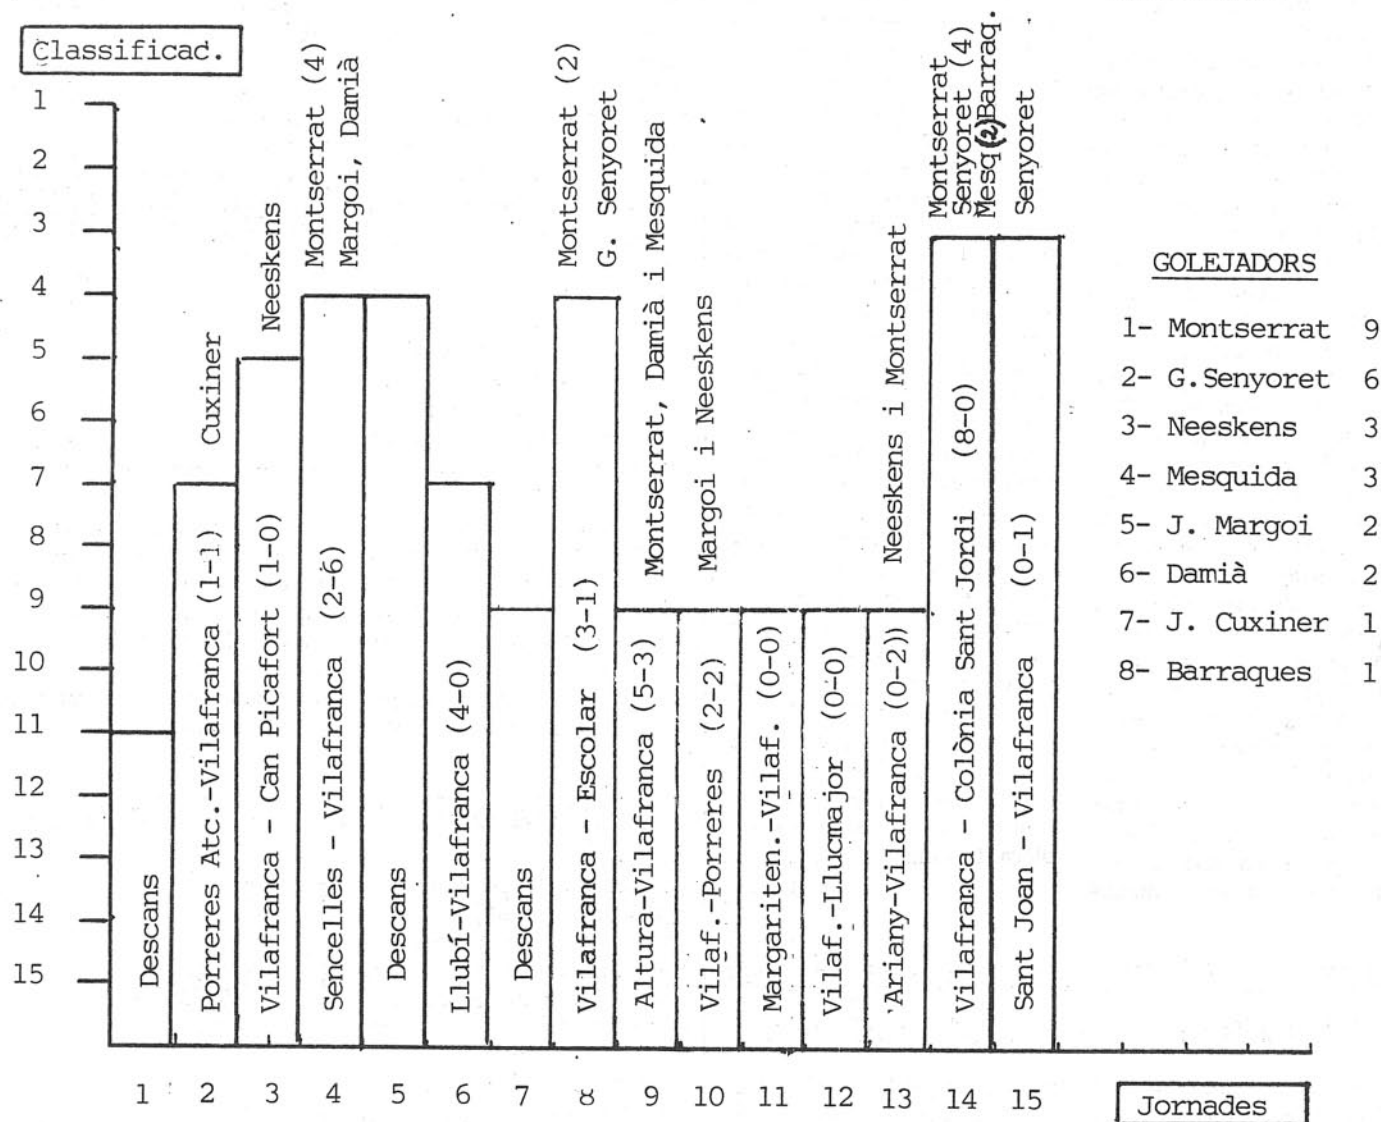 Classificad.
1
2
3
4
5
6
7
8
9
10
11
12
13
14
15
Descans
Porreres Atc.-Vilafranca (1-1)
Cuxiner
Vilafranca - Can Picafort (1-0)
Neeskens
Sencelles - Vilafranca (2-6)
Montserrat (4)
Margoi, Damià
Descans
Llubí-Vilafranca (4-0)
Descans
Vilafranca - Escolar (3-1)
Montserrat (2)
G. Senyoret
Altura-Vilafranca (5-3)
Montserrat, Damià i Mesquida
Vilaf.-Porreres (2-2)
Margoi i Neeskens
Margariten.-Vilaf. (0-0)
Vilaf.-Llucmajor (0-0)
Ariany-Vilafranca (0-2))
Neeskens i Montserrat
Vilafranca - Colònia Sant Jordi (8-0)
Montserrat
Senyoret (4)
Mesq(2)Barraq.
Sant Joan - Vilafranca (0-1)
Senyoret
1 2 3 4 5 6 7 8 9 10 11 12 13 14 15
Jornades
GOLEJADORS
1- Montserrat 9
2- G.Senyoret 6
3- Neeskens 3
4- Mesquida 3
5- J. Margoi 2
6- Damià 2
7- J. Cuxiner 1
8- Barraques 1